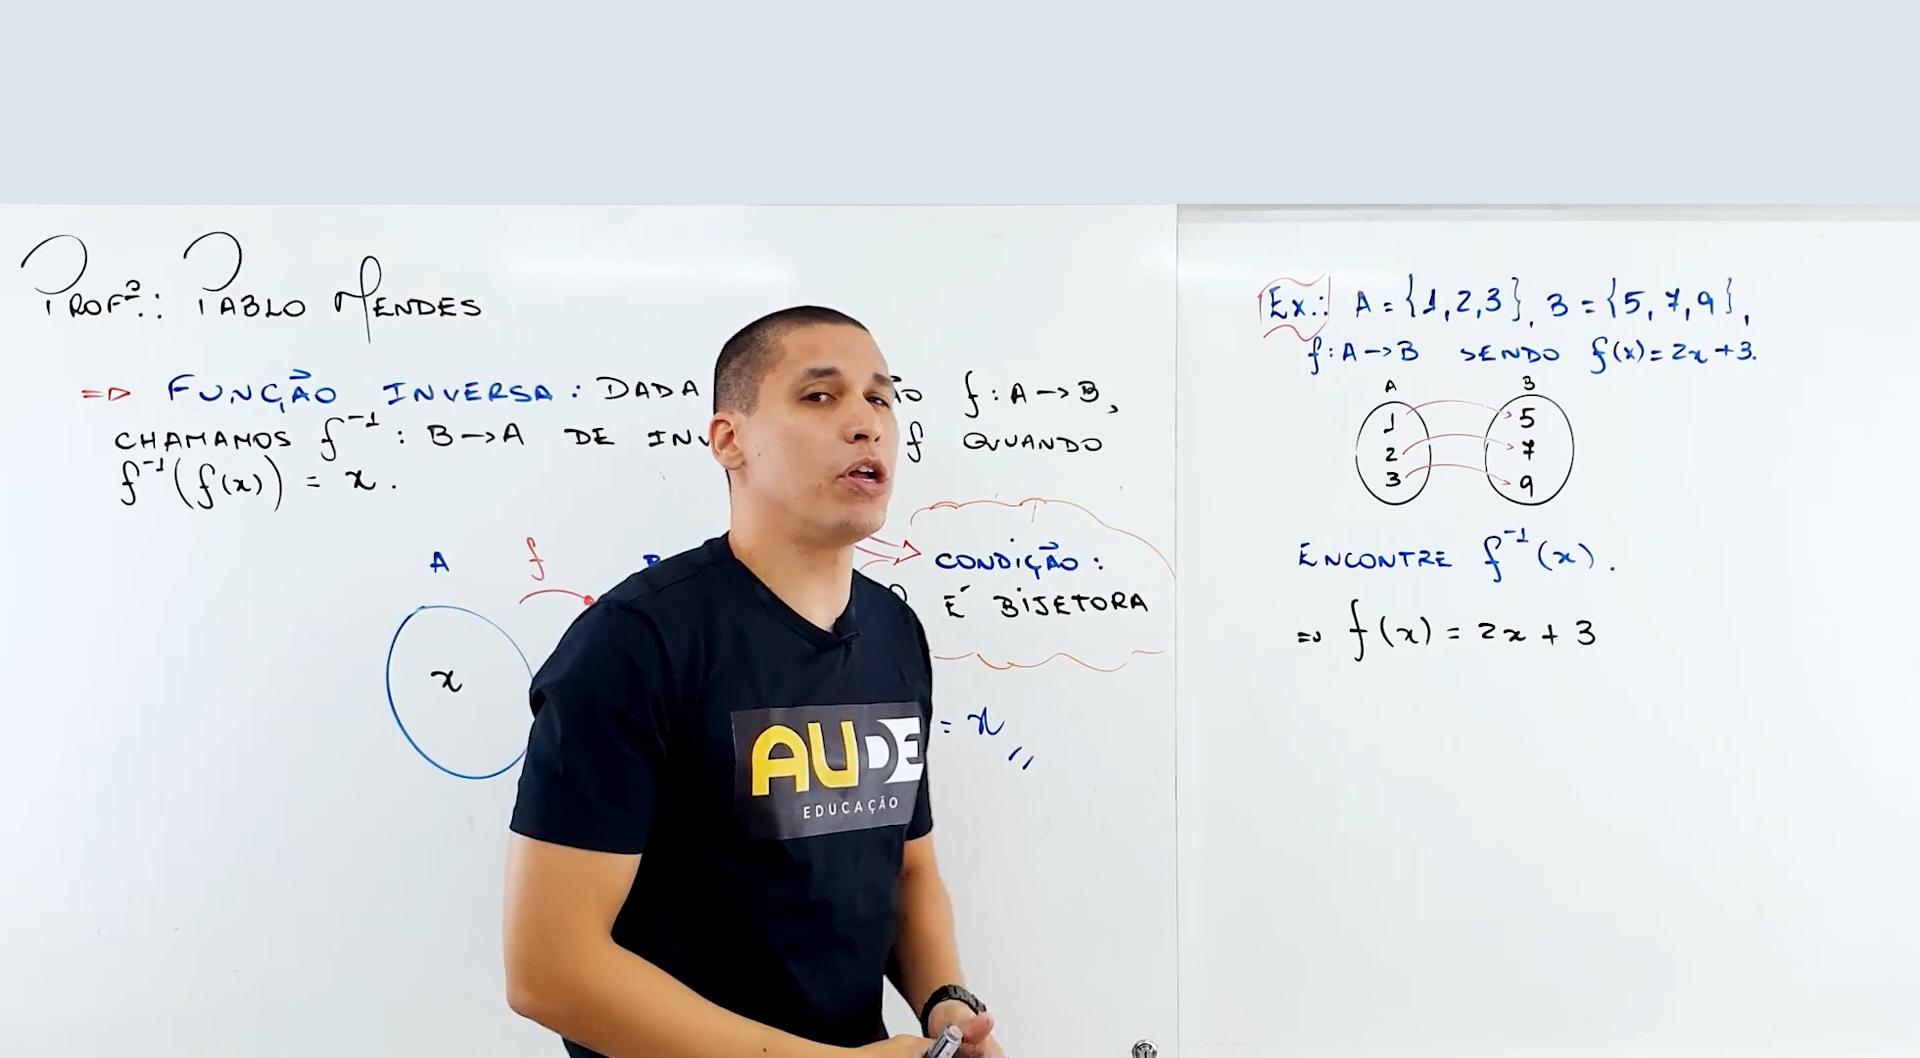 PROFº.: PABLO MENDES
=> FUNÇÃO INVERSA: DADA f: A → B,
CHAMAMOS f⁻¹: B → A DE f QUANDO
f⁻¹(f(x)) = x.
A f
x
CONDIÇÃO:
É BIJETORA
= x
AUDE
EDUCAÇÃO
Ex.: A = {1,2,3}, B = {5, 7, 9},
f: A → B SENDO f(x) = 2x + 3.
A B
1 5
2 7
3 9
ENCONTRE f⁻¹(x).
=> f(x) = 2x + 3